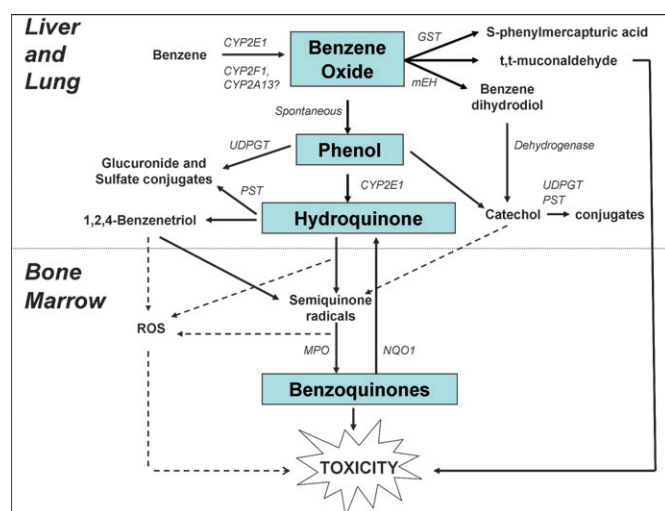 Liver
and
Lung
Benzene
CYP2E1
CYP2F1,
CYP2A13?
Benzene
Oxide
GST
S-phenylmercapturic acid
t,t-muconaldehyde
mEH
Benzene
dihydrodiol
Spontaneous
Dehydrogenase
UDPGT
Phenol
Glucuronide and
Sulfate conjugates
PST
CYP2E1
UDPGT
PST
1,2,4-Benzenetriol
Hydroquinone
Catechol
conjugates
Bone
Marrow
Semiquinone
radicals
ROS
MPO
NQO1
Benzoquinones
TOXICITY